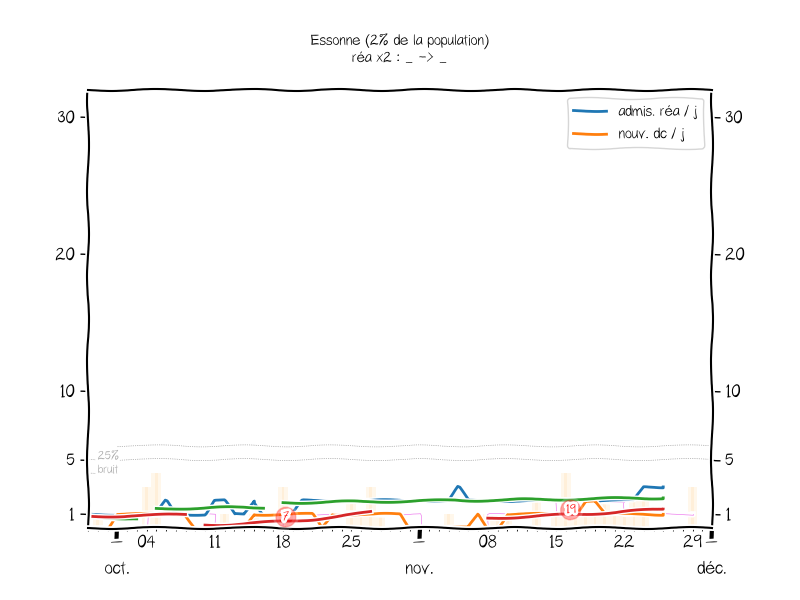 Essonne (2% de la population)
réa x2 : _ -> _
admis. réa / j
nouv. dc / j
30
30
20
20
10
10
25%
bruit
5
5
1
1
7
19
04
11
18
25
08
15
22
29
oct.
nov.
déc.